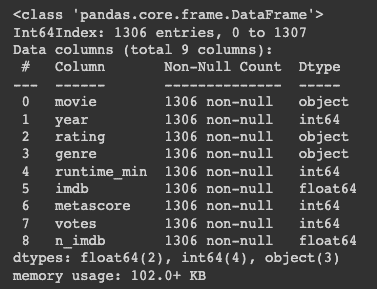 <class 'pandas.core.frame.DataFrame'>
Int64Index: 1306 entries, 0 to 1307
Data columns (total 9 columns):
 #   Column       Non-Null Count  Dtype
---  ------       --------------  -----
 0   movie        1306 non-null   object
 1   year         1306 non-null   int64
 2   rating       1306 non-null   object
 3   genre        1306 non-null   object
 4   runtime_min  1306 non-null   int64
 5   imdb         1306 non-null   float64
 6   metascore    1306 non-null   int64
 7   votes        1306 non-null   int64
 8   n_imdb       1306 non-null   float64
dtypes: float64(2), int64(4), object(3)
memory usage: 102.0+ KB